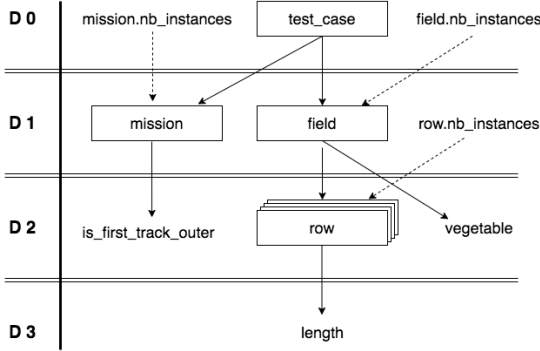 D 0
mission.nb_instances
test_case
field.nb_instances
D 1
mission
field
row.nb_instances
D 2
is_first_track_outer
row
vegetable
D 3
length